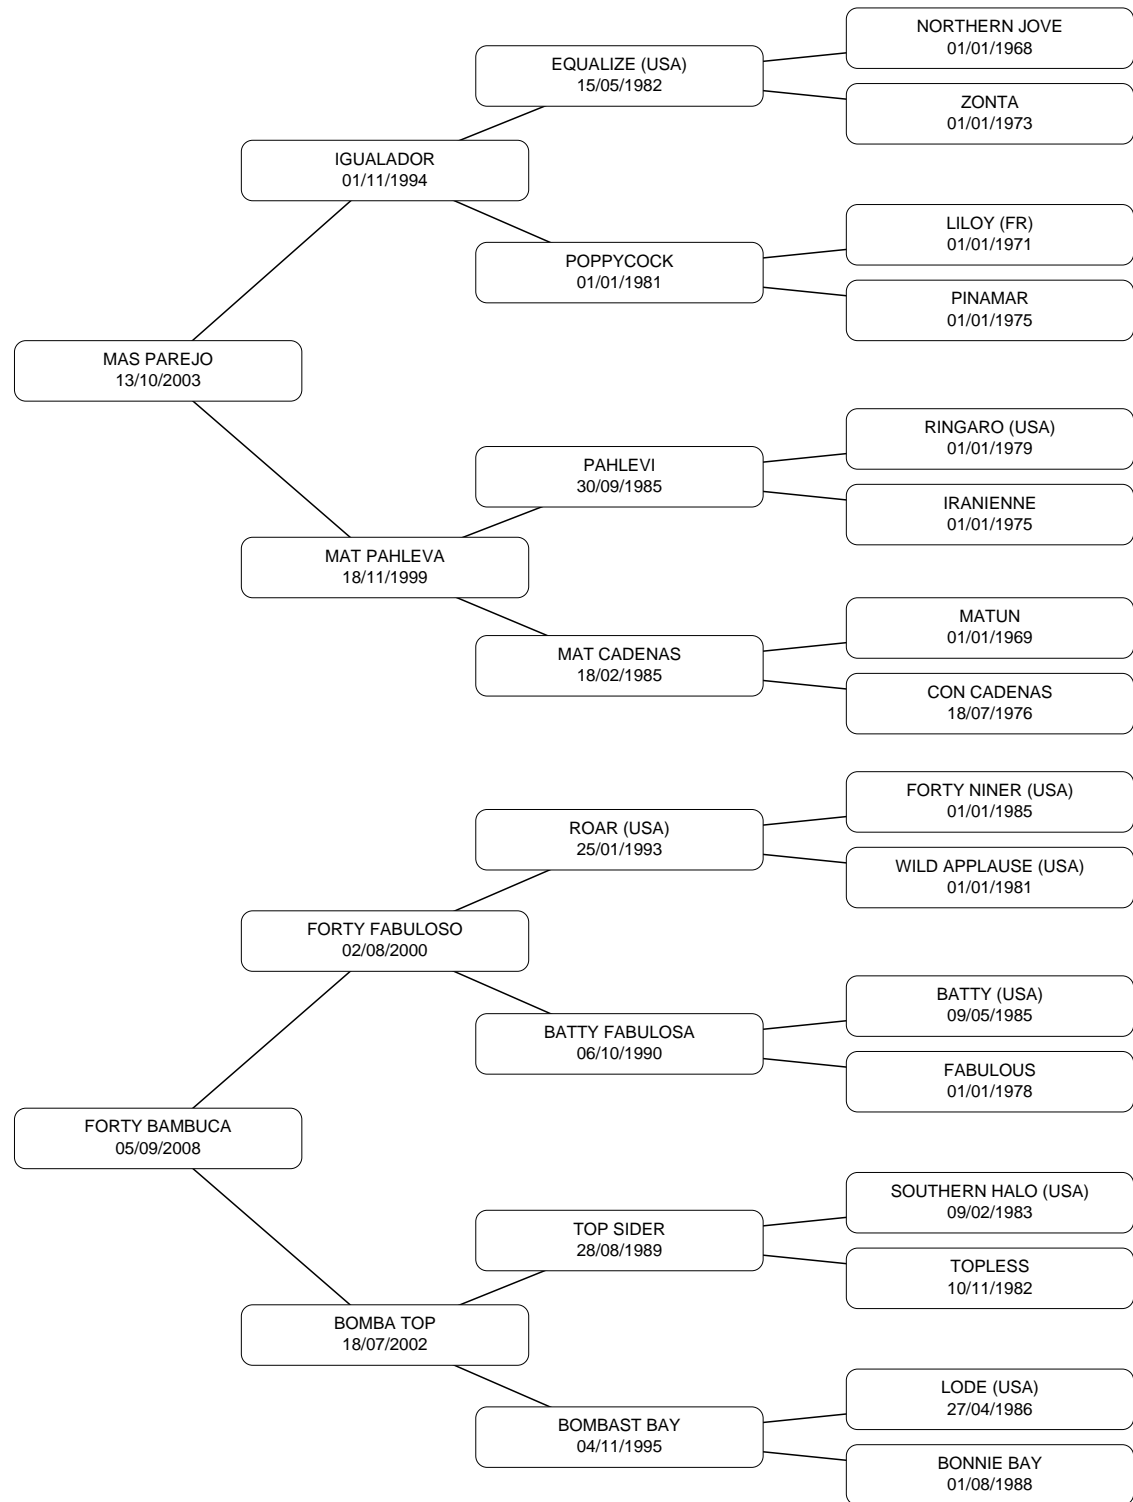 NORTHERN JOVE
01/01/1968
EQUALIZE (USA)
15/05/1982
ZONTA
01/01/1973
IGUALADOR
01/11/1994
LILOY (FR)
01/01/1971
POPPYCOCK
01/01/1981
PINAMAR
01/01/1975
MAS PAREJO
13/10/2003
RINGARO (USA)
01/01/1979
PAHLEVI
30/09/1985
IRANIENNE
01/01/1975
MAT PAHLEVA
18/11/1999
MATUN
01/01/1969
MAT CADENAS
18/02/1985
CON CADENAS
18/07/1976
FORTY NINER (USA)
01/01/1985
ROAR (USA)
25/01/1993
WILD APPLAUSE (USA)
01/01/1981
FORTY FABULOSO
02/08/2000
BATTY (USA)
09/05/1985
BATTY FABULOSA
06/10/1990
FABULOUS
01/01/1978
FORTY BAMBUCA
05/09/2008
SOUTHERN HALO (USA)
09/02/1983
TOP SIDER
28/08/1989
TOPLESS
10/11/1982
BOMBA TOP
18/07/2002
LODE (USA)
27/04/1986
BOMBAST BAY
04/11/1995
BONNIE BAY
01/08/1988